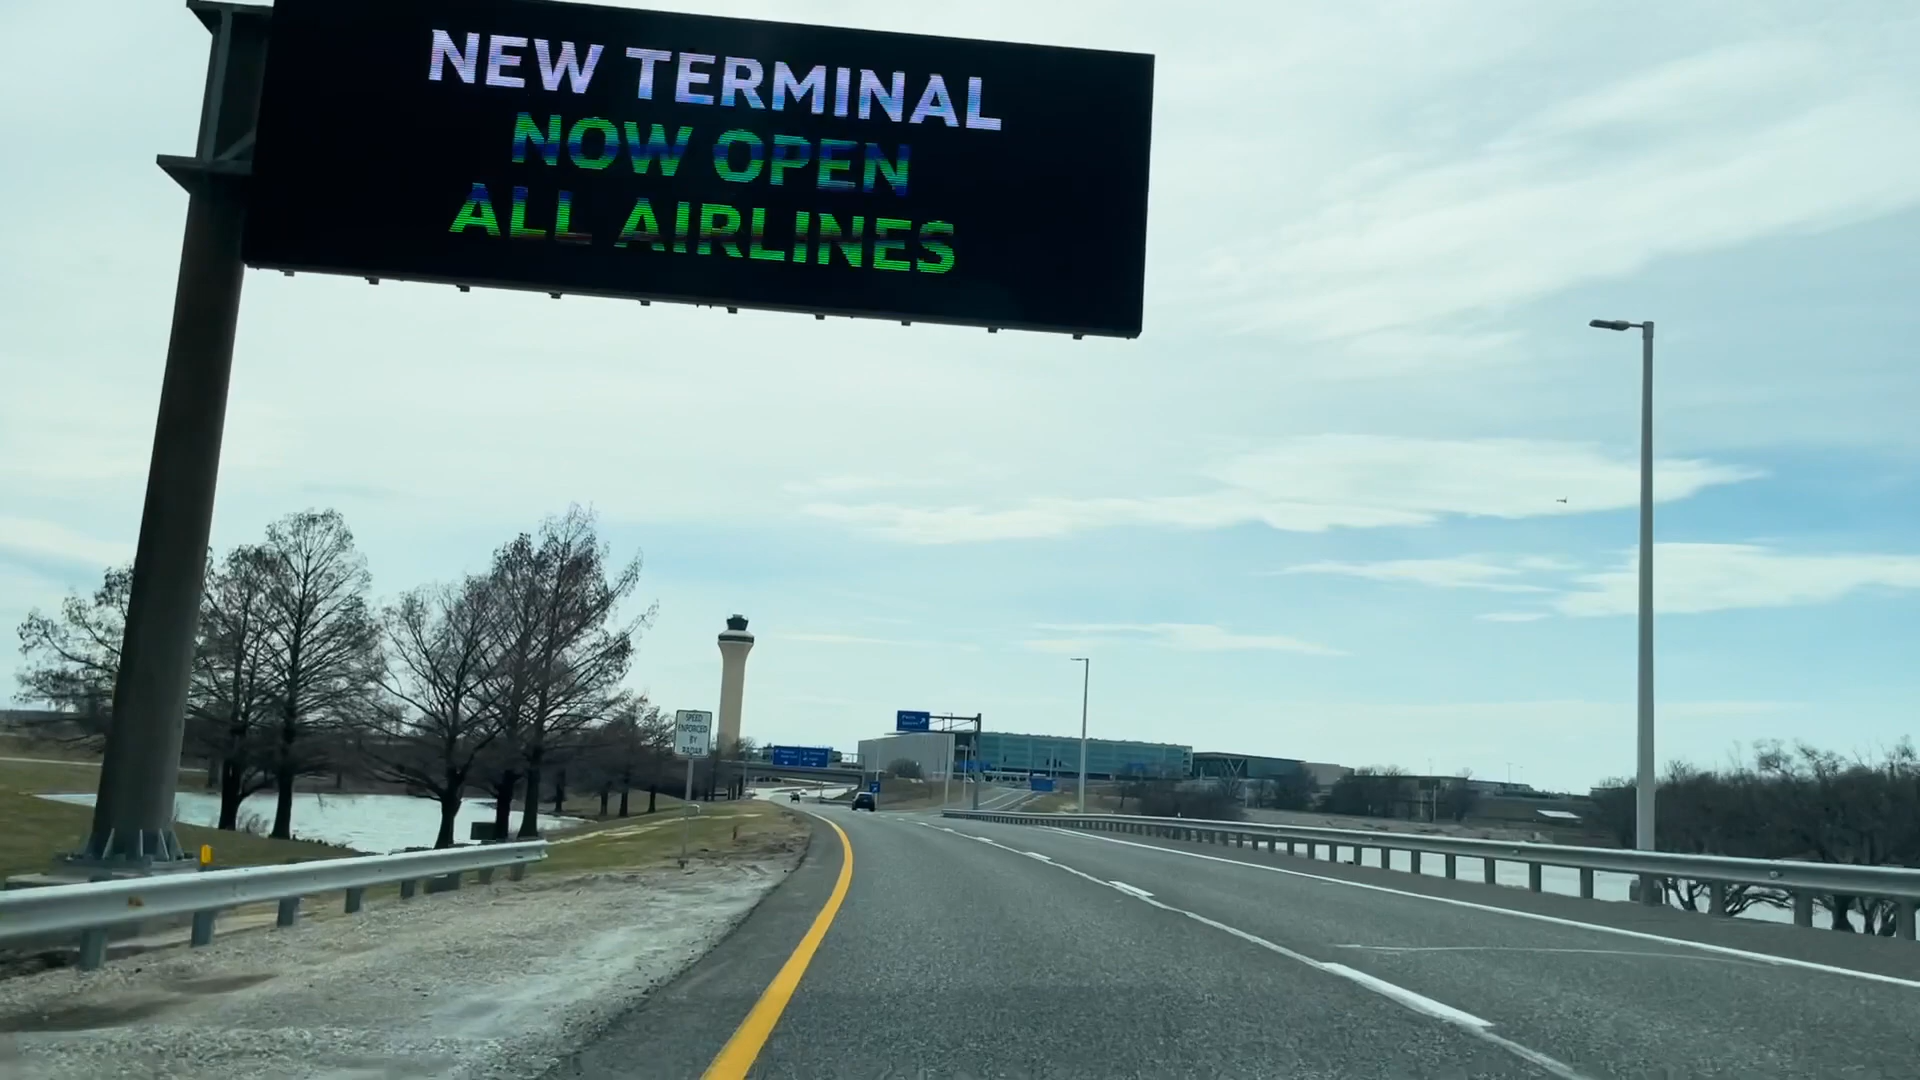 NEW TERMINAL
NOW OPEN
ALL AIRLINES
SPEED
ENFORCED
BY
RADAR